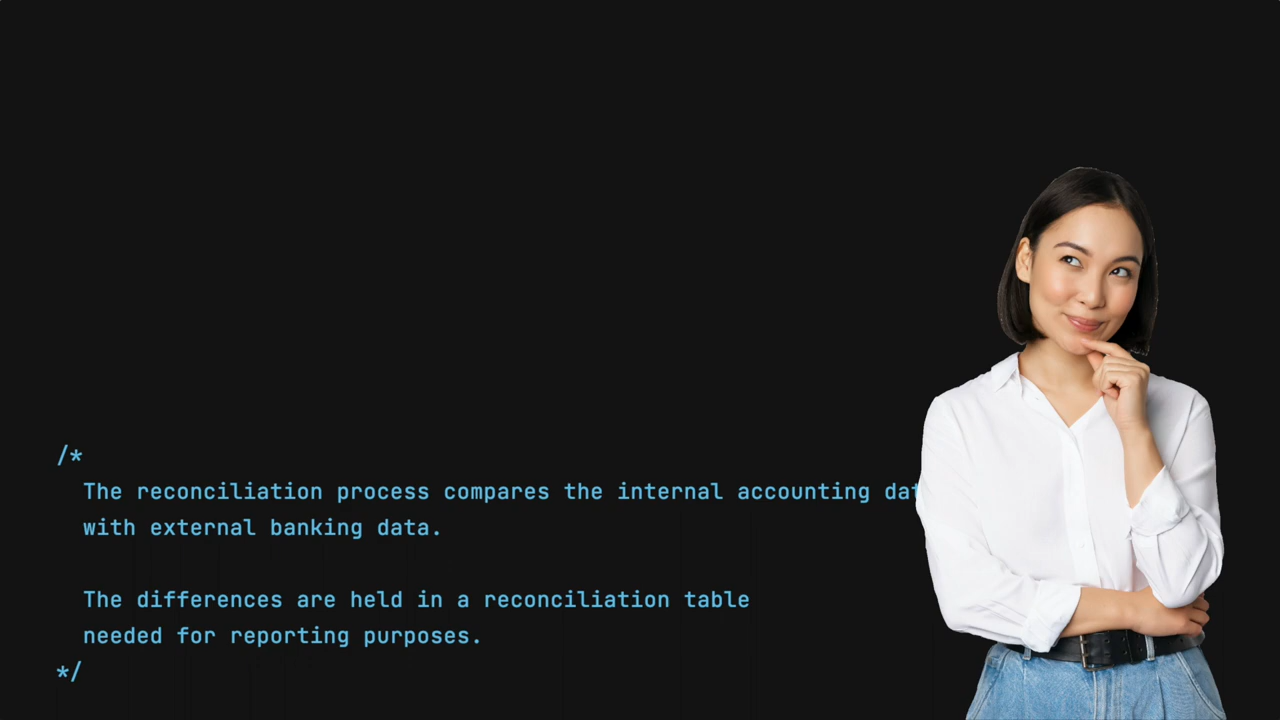 /*
The reconciliation process compares the internal accounting
with external banking data.
The differences are held in a reconciliation table
needed for reporting purposes.
*/